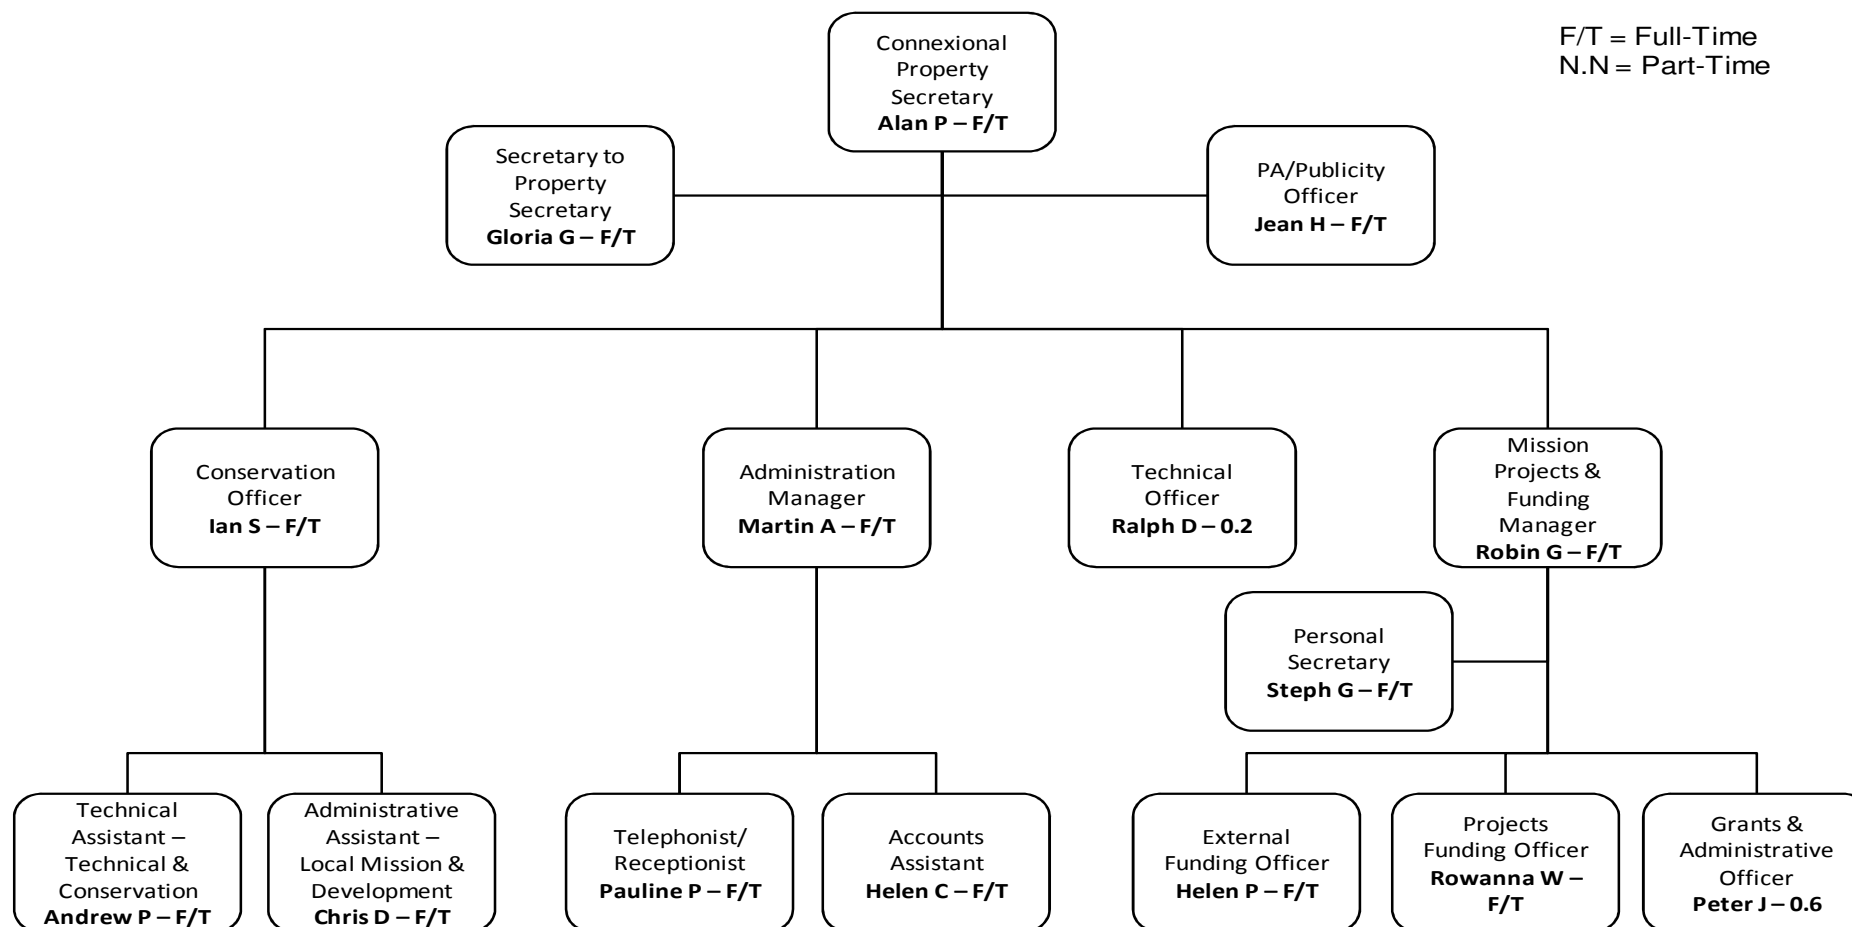 Connexional
Property
Secretary
Alan P – F/T
F/T = Full-Time
N.N = Part-Time
Secretary to
Property
Secretary
Gloria G – F/T
PA/Publicity
Officer
Jean H – F/T
Conservation
Officer
Ian S – F/T
Administration
Manager
Martin A – F/T
Technical
Officer
Ralph D – 0.2
Mission
Projects &
Funding
Manager
Robin G – F/T
Personal
Secretary
Steph G – F/T
Technical
Assistant –
Technical &
Conservation
Andrew P – F/T
Administrative
Assistant –
Local Mission &
Development
Chris D – F/T
Telephonist/
Receptionist
Pauline P – F/T
Accounts
Assistant
Helen C – F/T
External
Funding Officer
Helen P – F/T
Projects
Funding Officer
Rowanna W –
F/T
Grants &
Administrative
Officer
Peter J – 0.6